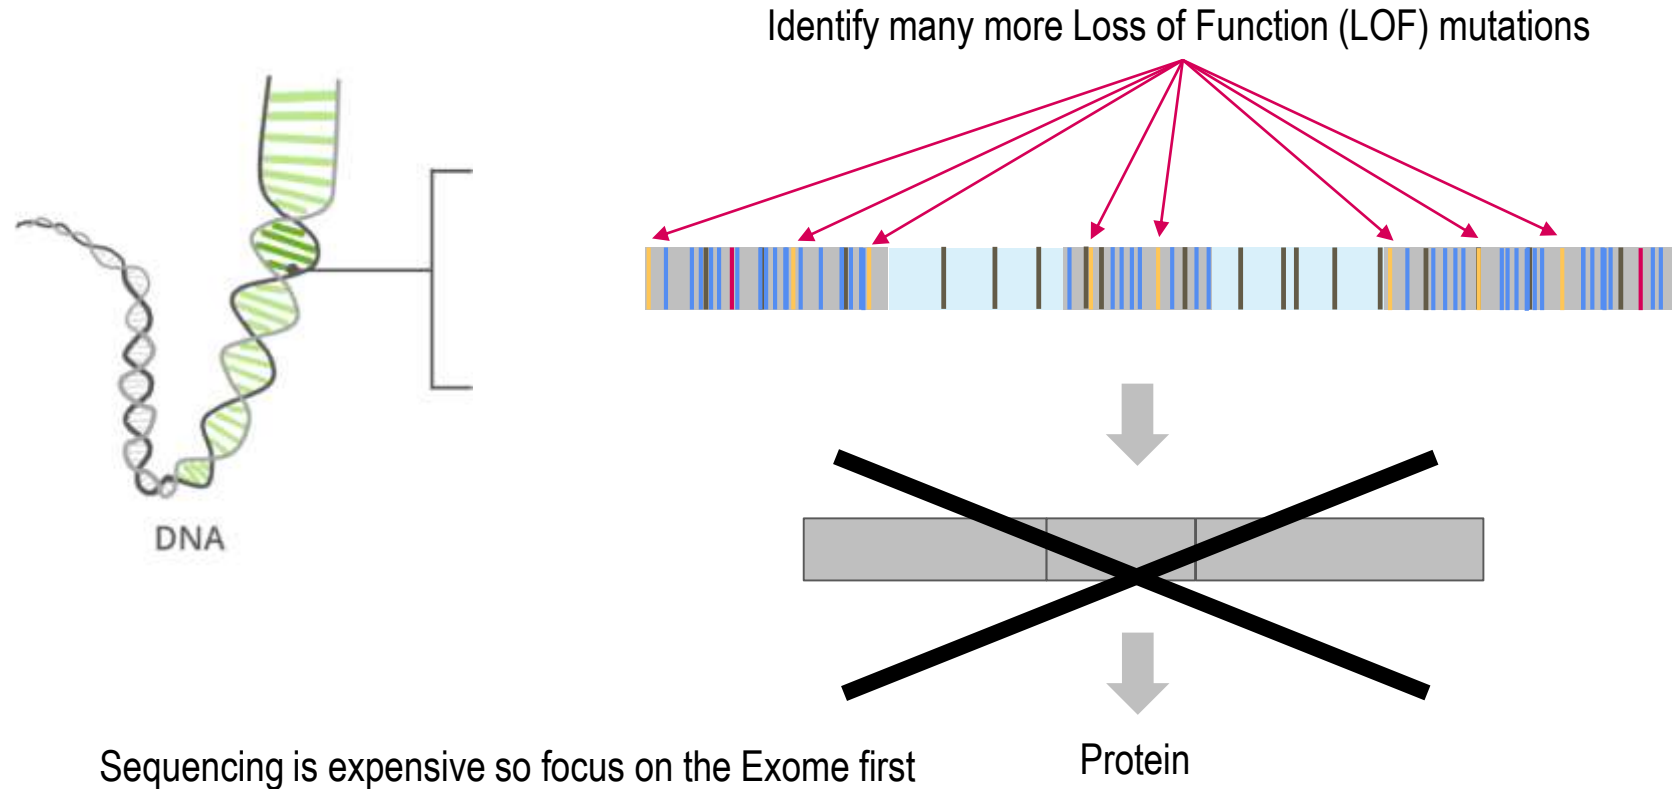 Identify many more Loss of Function (LOF) mutations
DNA
Sequencing is expensive so focus on the Exome first
Protein